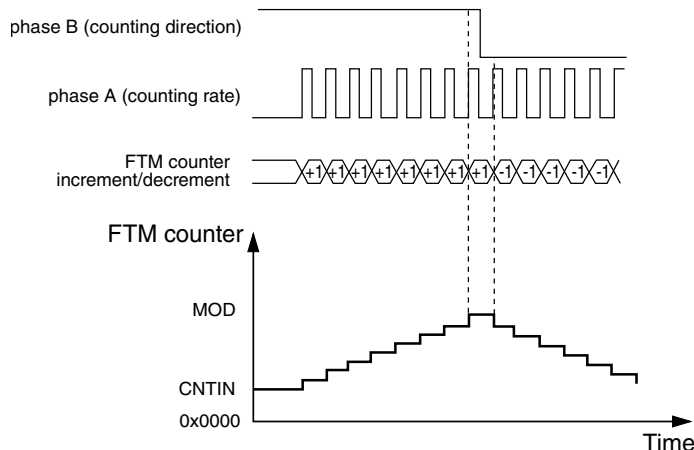 phase B (counting direction)
phase A (counting rate)
FTM counter
increment/decrement
+1 +1 +1 +1 +1 +1 +1 +1 -1 -1 -1 -1 -1
FTM counter
MOD
CNTIN
0x0000
Time